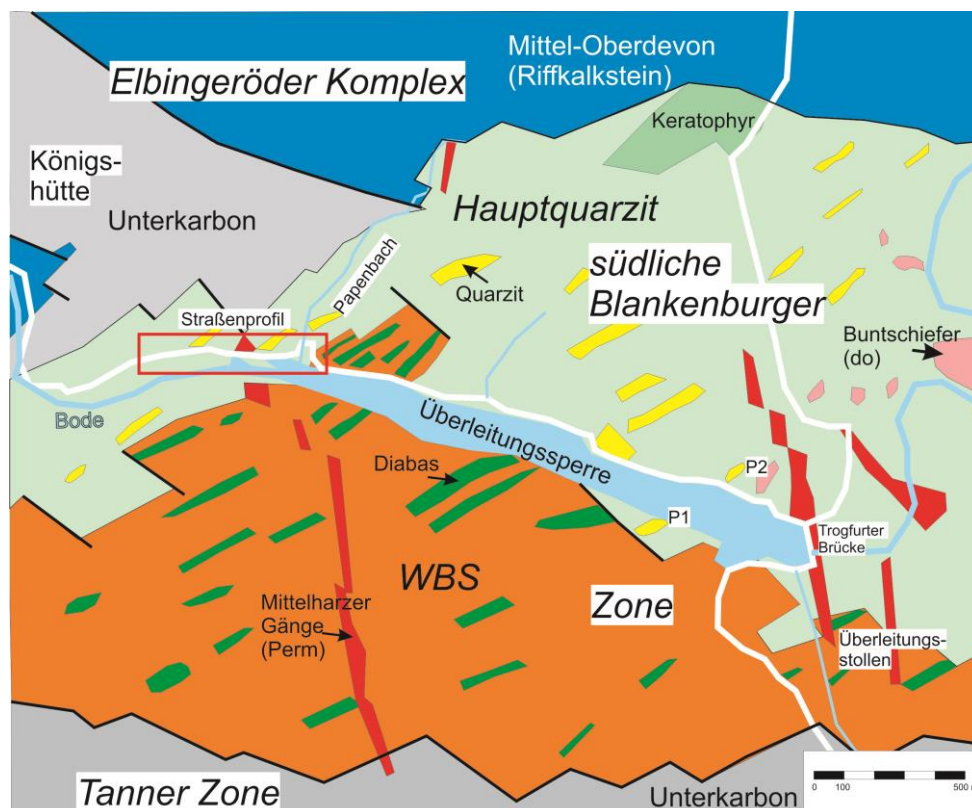 Mittel-Oberdevon
(Riffkalkstein)
Elbingeröder Komplex
Keratophyr
Königs-
hütte
Unterkarbon
Hauptquarzit
Papenbach
südliche
Blankenburger
Quarzit
Straßenprofil
Buntschiefer
(do)
Bode
Überleitungssperre
Diabas
P2
P1
Trogfurter
Brücke
WBS
Zone
Mittelharzer
Gänge
(Perm)
Überleitungs-
stollen
Tanner Zone
Unterkarbon
0 100 500